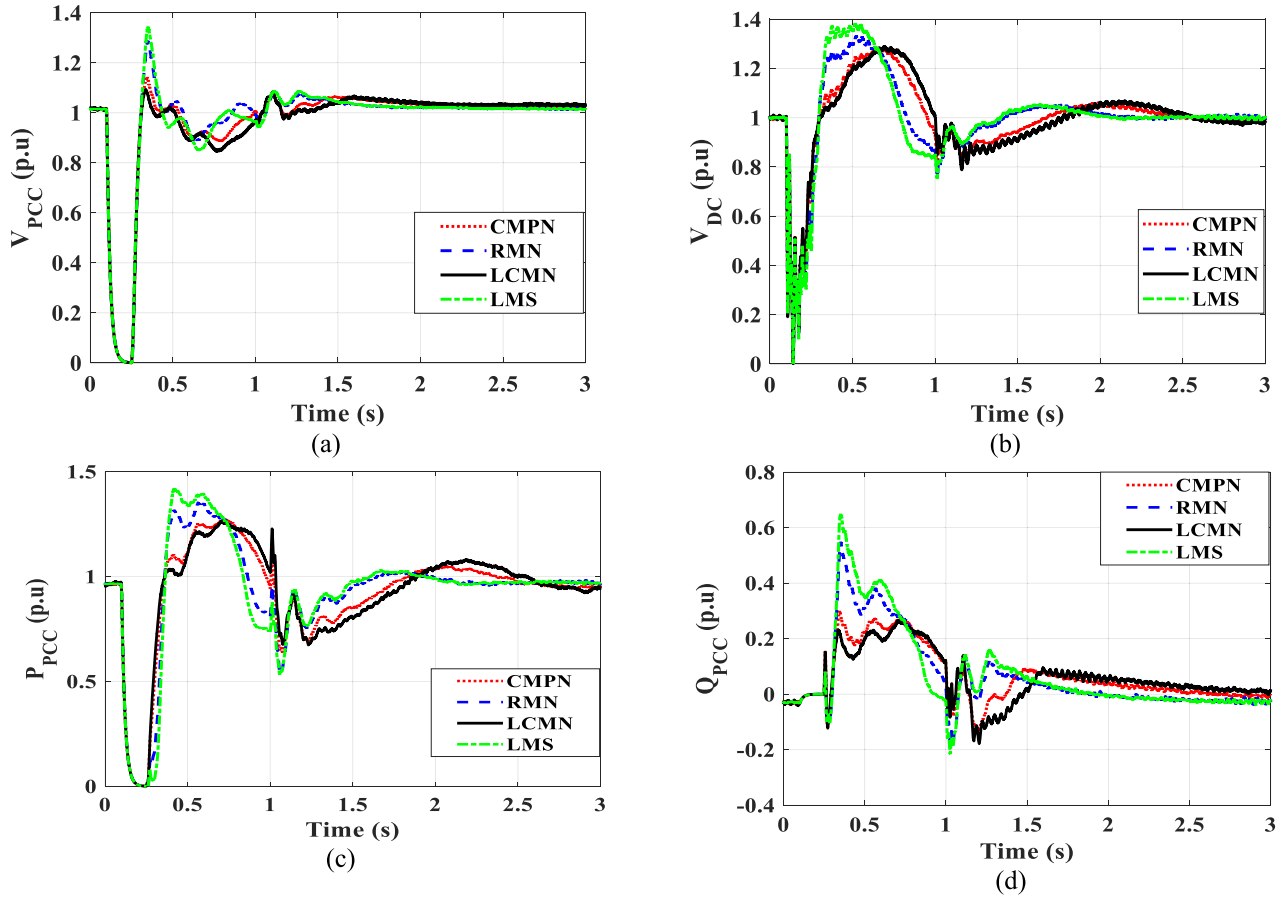 1.4
1.2
1
0.8
0.6
0.4
0.2
0
V_PCC (p.u)
0 0.5 1 1.5 2 2.5 3
Time (s)
CMPN
RMN
LCMN
LMS
(a)
1.4
1.2
1
0.8
0.6
0.4
0.2
0
V_DC (p.u)
0 0.5 1 1.5 2 2.5 3
Time (s)
CMPN
RMN
LCMN
LMS
(b)
1.5
1
0.5
0
P_PCC (p.u)
0 0.5 1 1.5 2 2.5 3
Time (s)
CMPN
RMN
LCMN
LMS
(c)
0.8
0.6
0.4
0.2
0
-0.2
-0.4
Q_PCC (p.u)
0 0.5 1 1.5 2 2.5 3
Time (s)
CMPN
RMN
LCMN
LMS
(d)